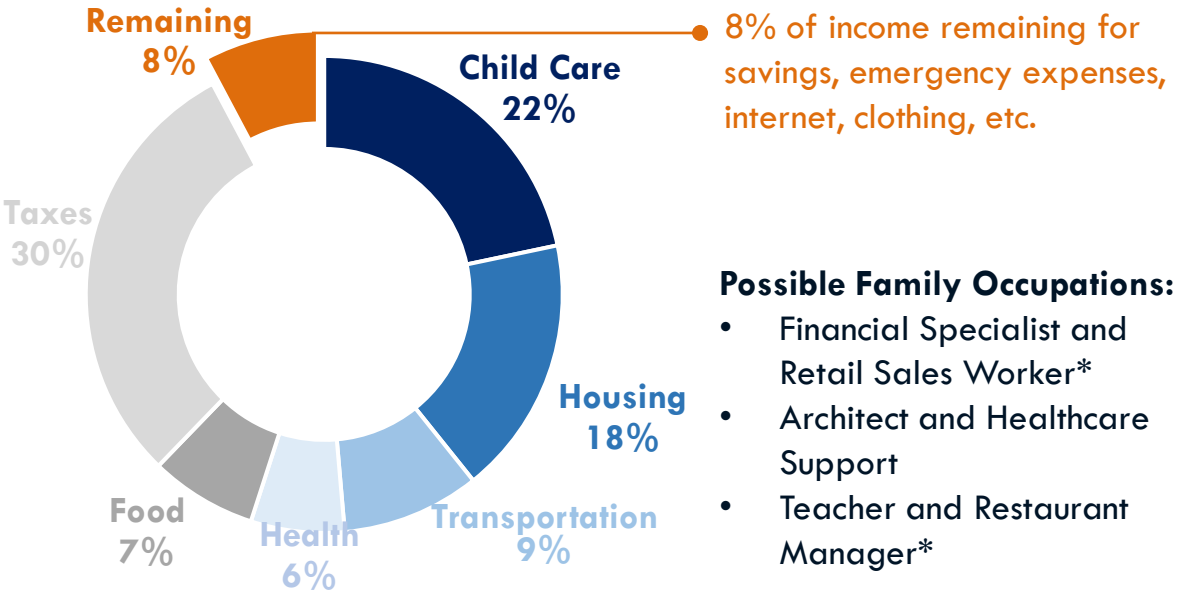 Remaining
8%
8% of income remaining for
savings, emergency expenses,
internet, clothing, etc.
Child Care
22%
Taxes
30%
Housing
18%
Food
7%
Health
6%
Transportation
9%
Possible Family Occupations:
• Financial Specialist and
Retail Sales Worker*
• Architect and Healthcare
Support
• Teacher and Restaurant
Manager*